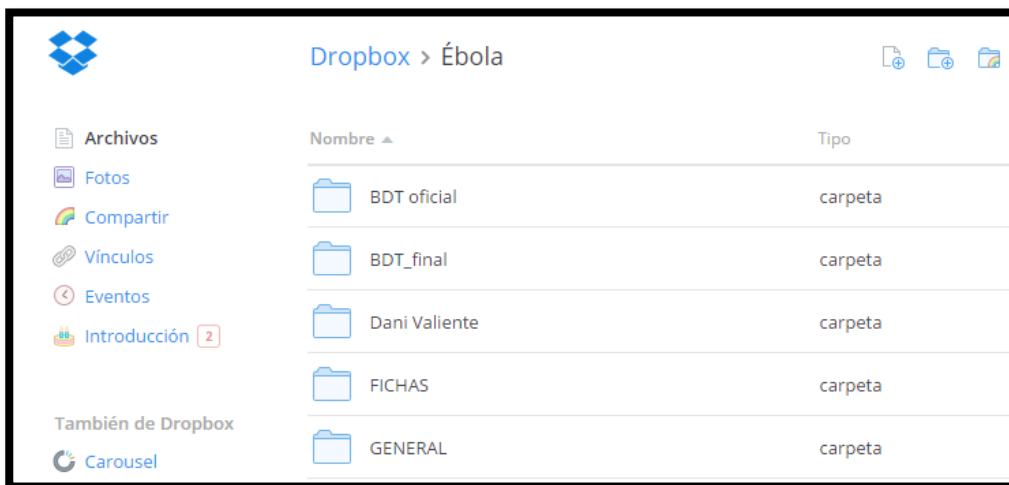 Dropbox > Ébola
Archivos
Fotos
Compartir
Vínculos
Eventos
Introducción 2
También de Dropbox
Carousel
Nombre Tipo
BDT oficial carpeta
BDT_final carpeta
Dani Valiente carpeta
FICHAS carpeta
GENERAL carpeta